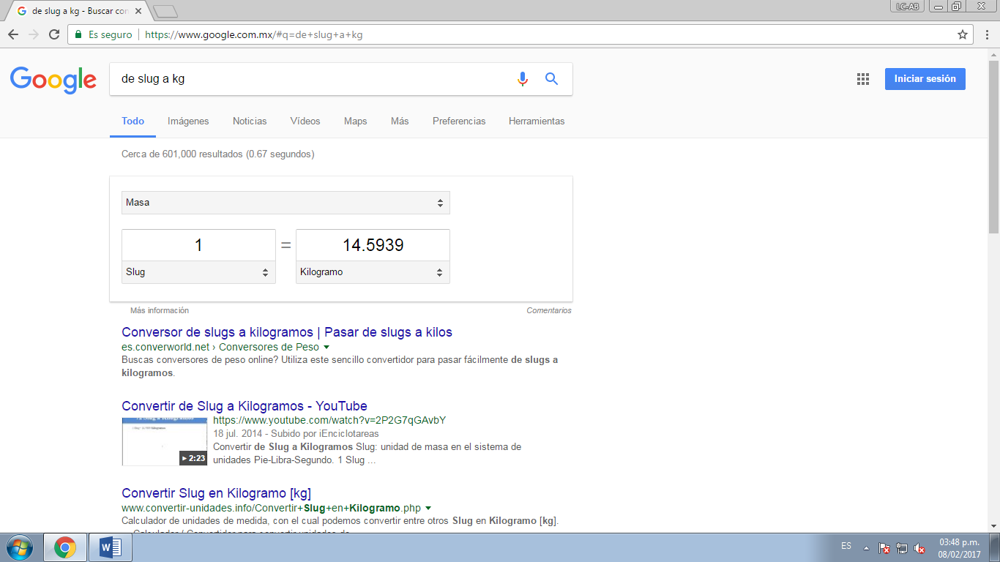 de slug a kg - Buscar con
LC-AB
Es seguro
https://www.google.com.mx/#q=de+slug+a+kg
Google
de slug a kg
Iniciar sesión
Todo
Imágenes
Noticias
Vídeos
Maps
Más
Preferencias
Herramientas
Cerca de 601,000 resultados (0.67 segundos)
Masa
1
=
14.5939
Slug
Kilogramo
Más información
Comentarios
Conversor de slugs a kilogramos | Pasar de slugs a kilos
es.converworld.net › Conversores de Peso
Buscas conversores de peso online? Utiliza este sencillo convertidor para pasar fácilmente de slugs a
kilogramos.
Convertir de Slug a Kilogramos - YouTube
https://www.youtube.com/watch?v=2P2G7qGAvbY
18 jul. 2014 - Subido por iEnciclotareas
Convertir de Slug a Kilogramos Slug: unidad de masa en el sistema de
unidades Pie-Libra-Segundo. 1 Slug ...
2:23
Convertir Slug en Kilogramo [kg]
www.convertir-unidades.info/Convertir+Slug+en+Kilogramo.php
Calculador de unidades de medida, con el cual podemos convertir entre otros Slug en Kilogramo [kg].
ES
03:48 p.m.
08/02/2017